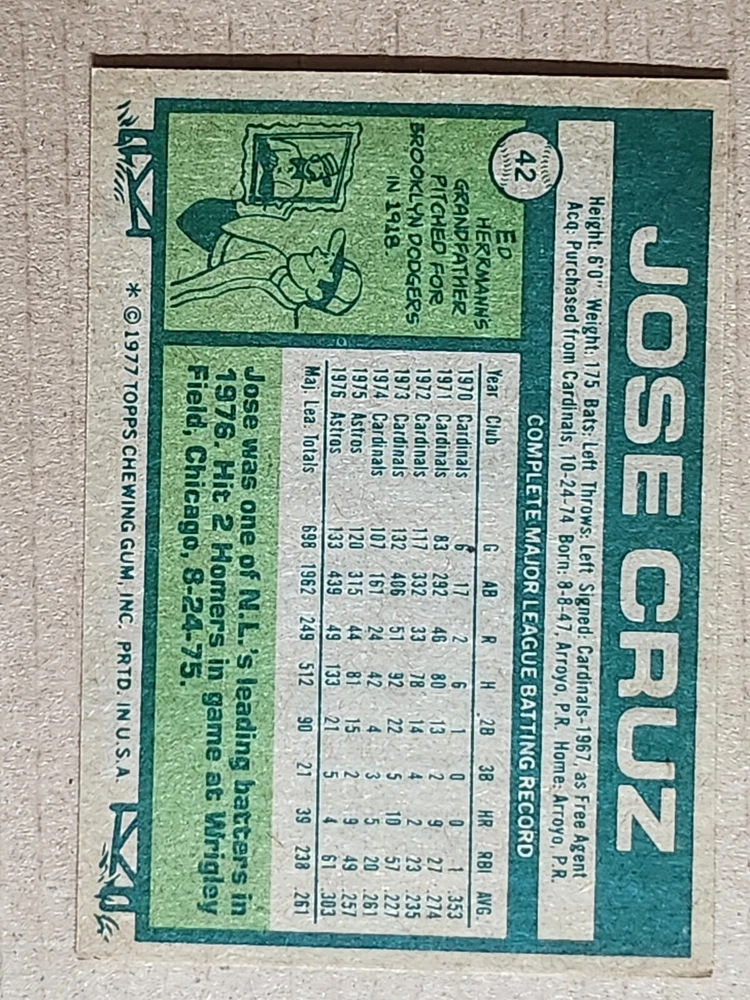 JOSE CRUZ
42
Height: 6'0" Weight: 175 Bats: Left Throws: Left Signed: Cardinals-1967, as Free Agent
Acq: Purchased from Cardinals, 10-24-74 Born: 8-8-47, Arroyo, P.R. Home: Arroyo, P.R.
COMPLETE MAJOR LEAGUE BATTING RECORD
Year Club G AB R H 2B 3B HR RBI AVG.
1970 Cardinals 6 17 2 6 1 0 0 1 .353
1971 Cardinals 83 292 46 80 13 2 9 27 .274
1972 Cardinals 117 332 33 78 14 4 2 23 .235
1973 Cardinals 132 406 51 92 22 5 10 57 .227
1974 Cardinals 107 161 24 42 4 3 5 20 .261
1975 Astros 120 315 44 81 15 2 9 49 .257
1976 Astros 133 439 49 133 21 5 4 61 .303
Maj. Lea. Totals 698 1962 249 512 90 21 39 238 .261
ED
HERRMANN'S
GRANDFATHER
PITCHED FOR
BROOKLYN DODGERS
IN 1918.
Jose was one of N.L.'s leading batters in
1976. Hit 2 Homers in game at Wrigley
Field, Chicago, 8-24-75.
* © 1977 TOPPS CHEWING GUM, INC. PRTD. IN U.S.A.